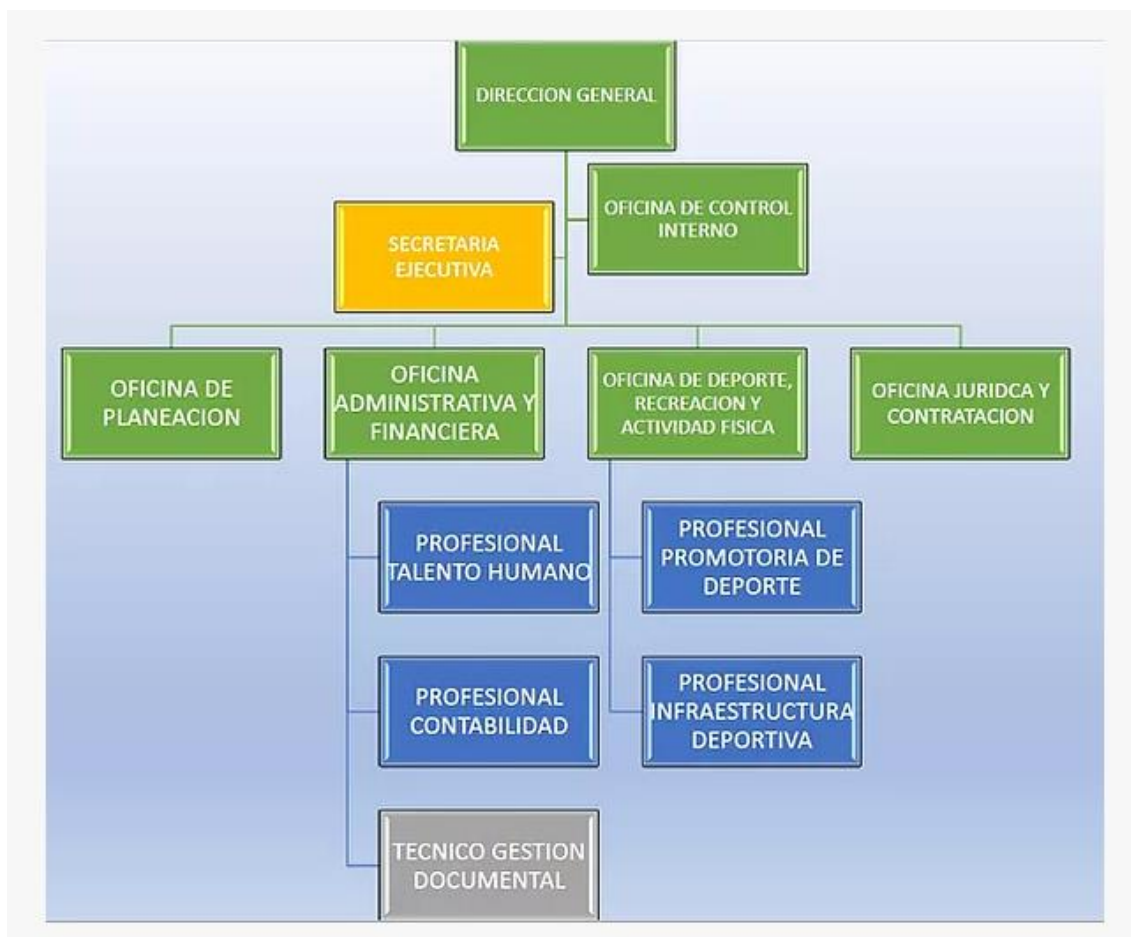 DIRECCION GENERAL
OFICINA DE CONTROL
INTERNO
SECRETARIA
EJECUTIVA
OFICINA DE
PLANEACION
OFICINA
ADMINISTRATIVA Y
FINANCIERA
OFICINA DE DEPORTE,
RECREACION Y
ACTIVIDAD FISICA
OFICINA JURIDCA Y
CONTRATACION
PROFESIONAL
TALENTO HUMANO
PROFESIONAL
PROMOTORIA DE
DEPORTE
PROFESIONAL
CONTABILIDAD
PROFESIONAL
INFRAESTRUCTURA
DEPORTIVA
TECNICO GESTION
DOCUMENTAL